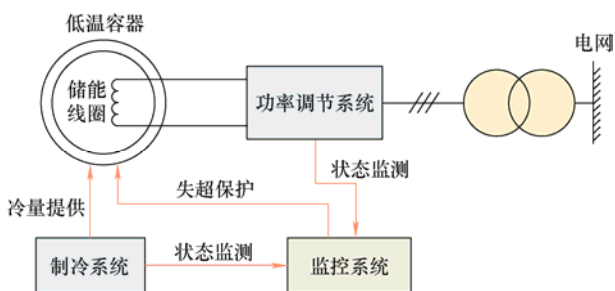 低温容器
电网
储能
线圈
功率调节系统
状态监测
失超保护
冷量提供
制冷系统
状态监测
监控系统